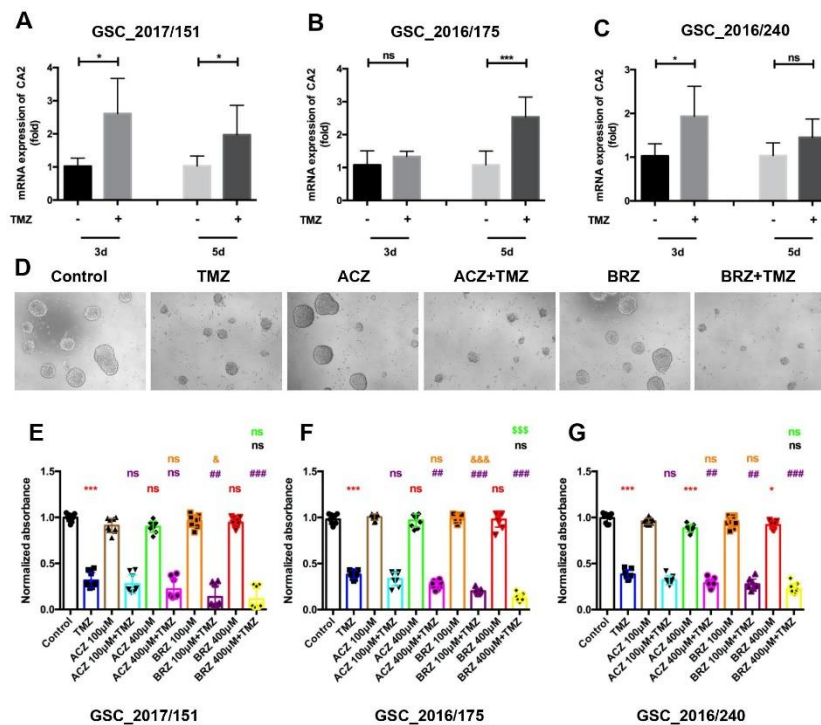 A
GSC_2017/151
mRNA expression of CA2
(fold)
4
3
2
1
0
*
*
TMZ
- + - +
3d 5d
B
GSC_2016/175
mRNA expression of CA2
(fold)
4
3
2
1
0
ns
***
TMZ
- + - +
3d 5d
C
GSC_2016/240
mRNA expression of CA2
(fold)
3
2
1
0
*
ns
TMZ
- + - +
3d 5d
D
Control TMZ ACZ ACZ+TMZ BRZ BRZ+TMZ
E
ns
ns
ns &
ns ns ## ###
*** ns ns
Normalized absorbance
1.5
1.0
0.5
0.0
Control
TMZ
ACZ 100µM
ACZ 100µM+TMZ
ACZ 400µM
ACZ 400µM+TMZ
BRZ 100µM
BRZ 100µM+TMZ
BRZ 400µM
BRZ 400µM+TMZ
GSC_2017/151
F
$$$
ns
ns &&&
ns ## ### ###
*** ns ns
Normalized absorbance
1.5
1.0
0.5
0.0
Control
TMZ
ACZ 100µM
ACZ 100µM+TMZ
ACZ 400µM
ACZ 400µM+TMZ
BRZ 100µM
BRZ 100µM+TMZ
BRZ 400µM
BRZ 400µM+TMZ
GSC_2016/175
G
ns
ns
ns ns
ns ## ## ###
*** *** *
Normalized absorbance
1.5
1.0
0.5
0.0
Control
TMZ
ACZ 100µM
ACZ 100µM+TMZ
ACZ 400µM
ACZ 400µM+TMZ
BRZ 100µM
BRZ 100µM+TMZ
BRZ 400µM
BRZ 400µM+TMZ
GSC_2016/240